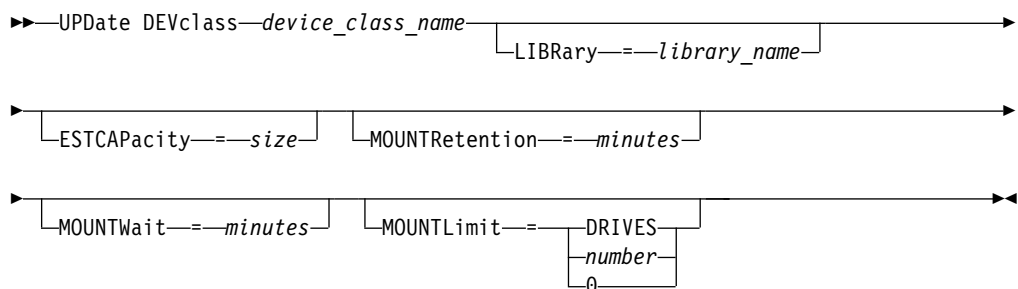 UPDate DEVclass device_class_name
LIBRary = library_name
ESTCAPacity = size MOUNTRetention = minutes
MOUNTWait = minutes MOUNTLimit = DRIVES
number
0